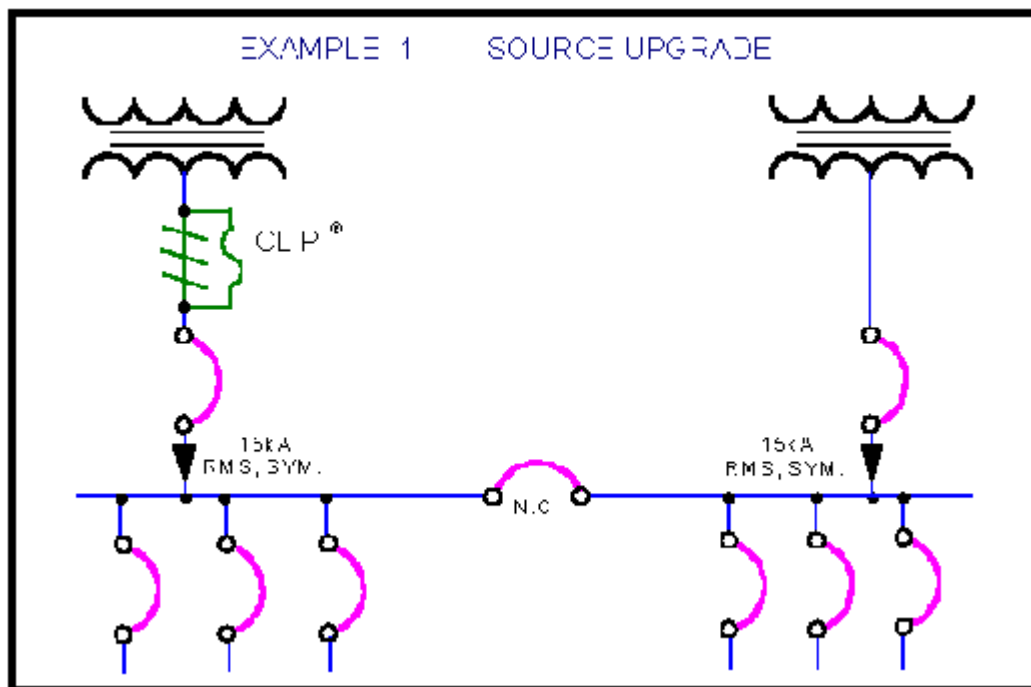 EXAMPLE 1 SOURCE UPGRADE
CLIP ®
15kA
RMS, SYM.
15kA
RMS, SYM.
N.C